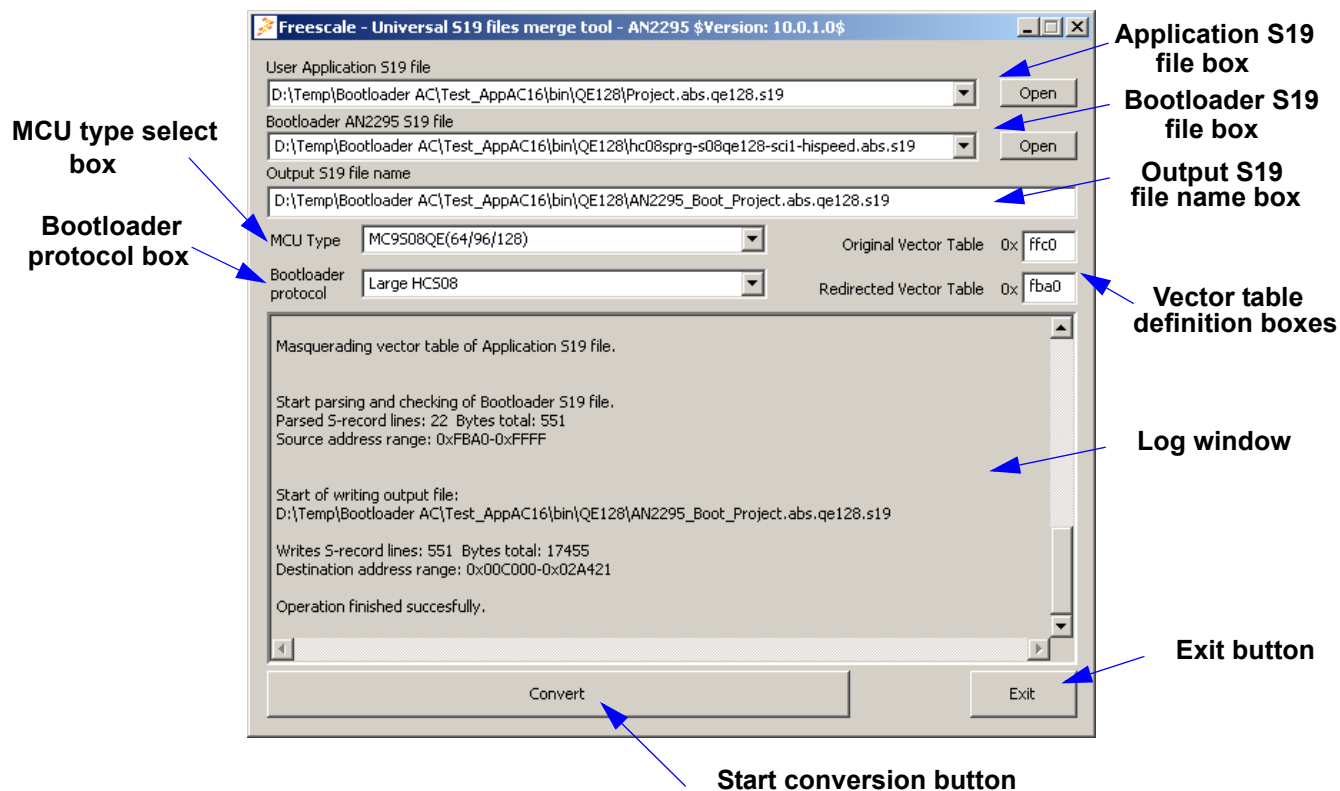 Freescale - Universal S19 files merge tool - AN2295 $Version: 10.0.1.0$
Application S19
file box
User Application S19 file
D:\Temp\Bootloader AC\Test_AppAC16\bin\QE128\Project.abs.qe128.s19
Open
Bootloader S19
file box
Bootloader AN2295 S19 file
D:\Temp\Bootloader AC\Test_AppAC16\bin\QE128\hc08sprg-s08qe128-sci1-hispeed.abs.s19
Open
MCU type select
box
Output S19 file name
Output S19
file name box
D:\Temp\Bootloader AC\Test_AppAC16\bin\QE128\AN2295_Boot_Project.abs.qe128.s19
Bootloader
protocol box
MCU Type MC9S08QE(64/96/128) Original Vector Table 0x ffc0
Bootloader
protocol
Large HCS08 Redirected Vector Table 0x fba0
Vector table
definition boxes
Masquerading vector table of Application S19 file.
Start parsing and checking of Bootloader S19 file.
Parsed S-record lines: 22 Bytes total: 551
Source address range: 0xFBA0-0xFFFF
Log window
Start of writing output file:
D:\Temp\Bootloader AC\Test_AppAC16\bin\QE128\AN2295_Boot_Project.abs.qe128.s19
Writes S-record lines: 551 Bytes total: 17455
Destination address range: 0x00C000-0x02A421
Operation finished succesfully.
Exit button
Convert
Exit
Start conversion button